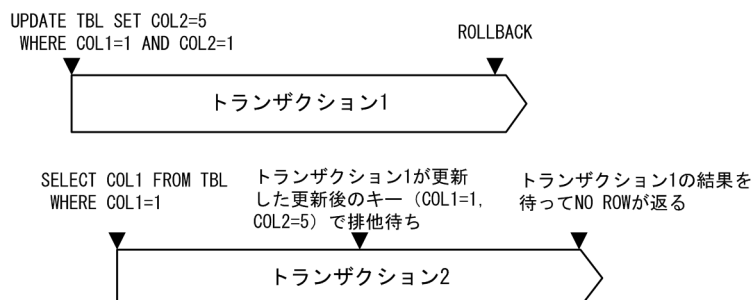 UPDATE TBL SET COL2=5
WHERE COL1=1 AND COL2=1
ROLLBACK
トランザクション1
SELECT COL1 FROM TBL
WHERE COL1=1
トランザクション1が更新
した更新後のキー（COL1=1,
COL2=5）で排他待ち
トランザクション1の結果を
待ってNO ROWが返る
トランザクション2